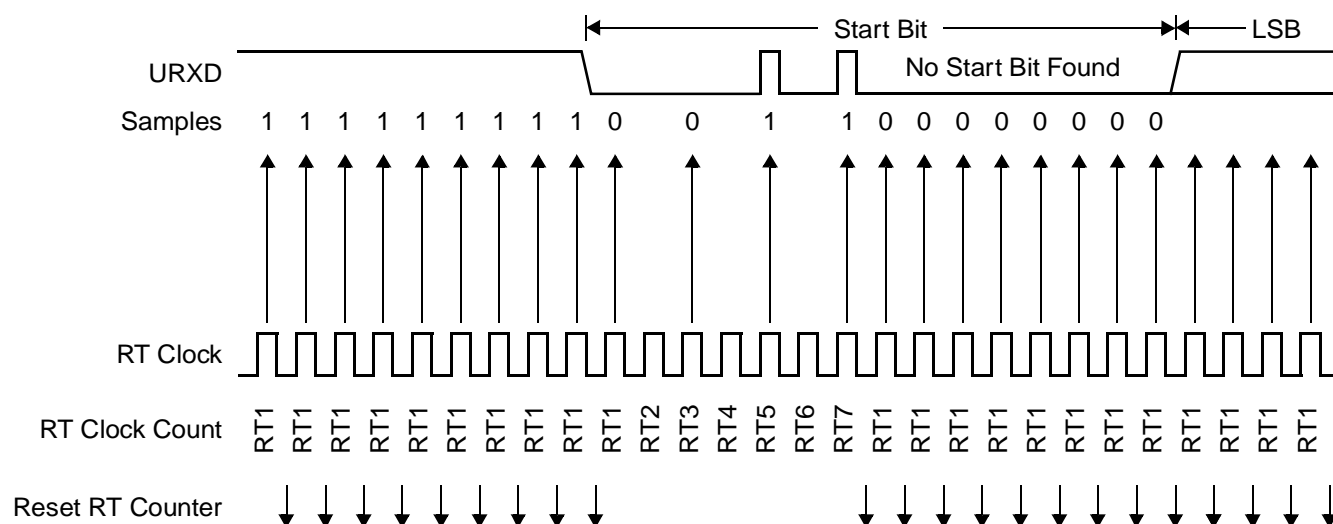 Start Bit LSB
URXD No Start Bit Found
Samples 1 1 1 1 1 1 1 1 1 0 0 1 1 0 0 0 0 0 0 0 0
RT Clock
RT Clock Count RT1 RT1 RT1 RT1 RT1 RT1 RT1 RT1 RT1 RT1 RT2 RT3 RT4 RT5 RT6 RT7 RT1 RT1 RT1 RT1 RT1 RT1 RT1 RT1 RT1 RT1 RT1 RT1
Reset RT Counter